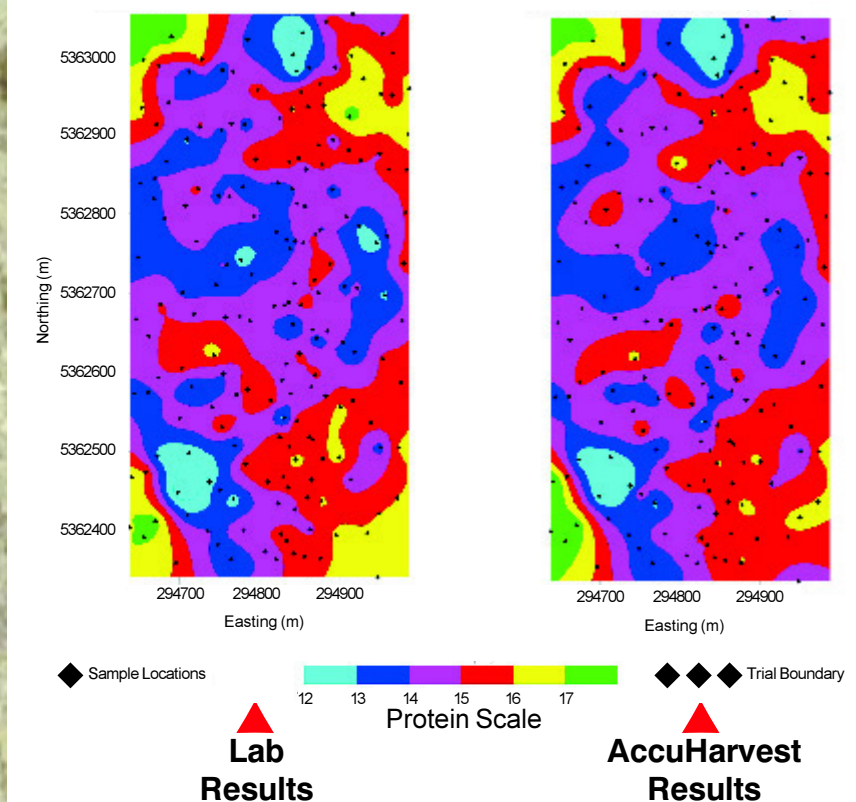 5363000
5362900
5362800
5362700
5362600
5362500
5362400
Northing (m)
294700 294800 294900
Easting (m)
294700 294800 294900
Easting (m)
Sample Locations
12 13 14 15 16 17
Protein Scale
Trial Boundary
Lab
Results
AccuHarvest
Results